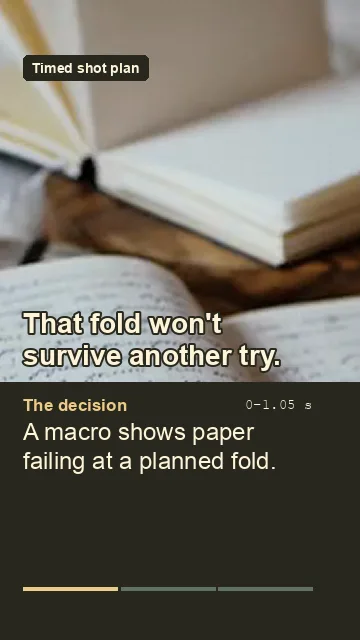 Timed shot plan
That fold won't
survive another try.
The decision
0–1.05 s
A macro shows paper
failing at a planned fold.